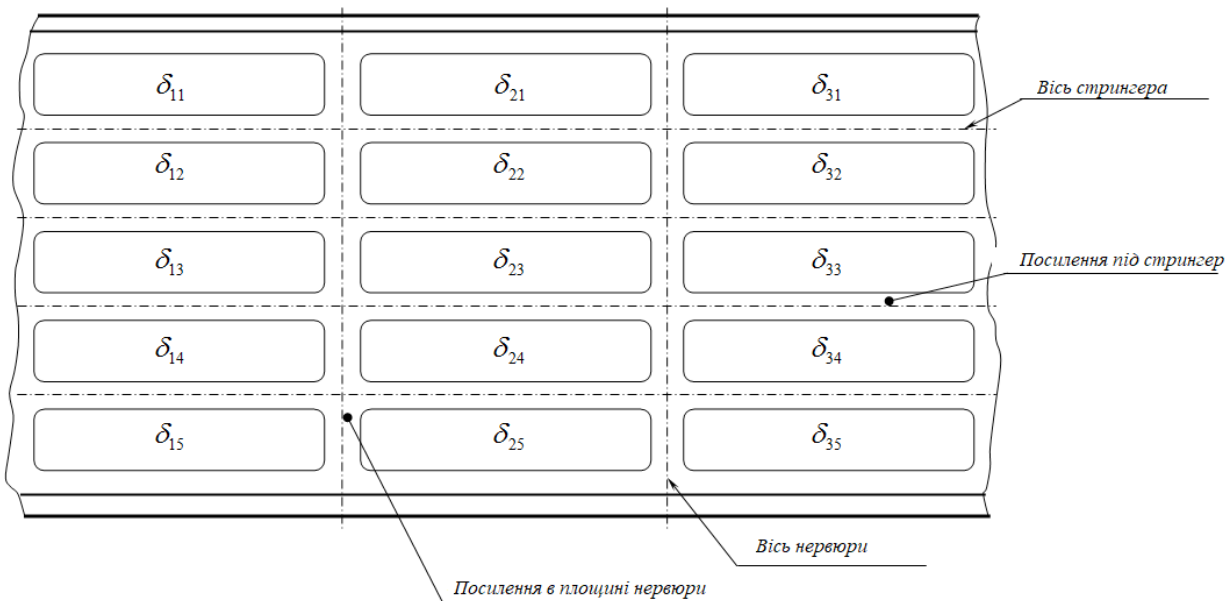 δ11 δ21 δ31
Вісь стрингера
δ12 δ22 δ32
δ13 δ23 δ33
Посилення під стрингер
δ14 δ24 δ34
δ15 δ25 δ35
Вісь нервюри
Посилення в площині нервюри